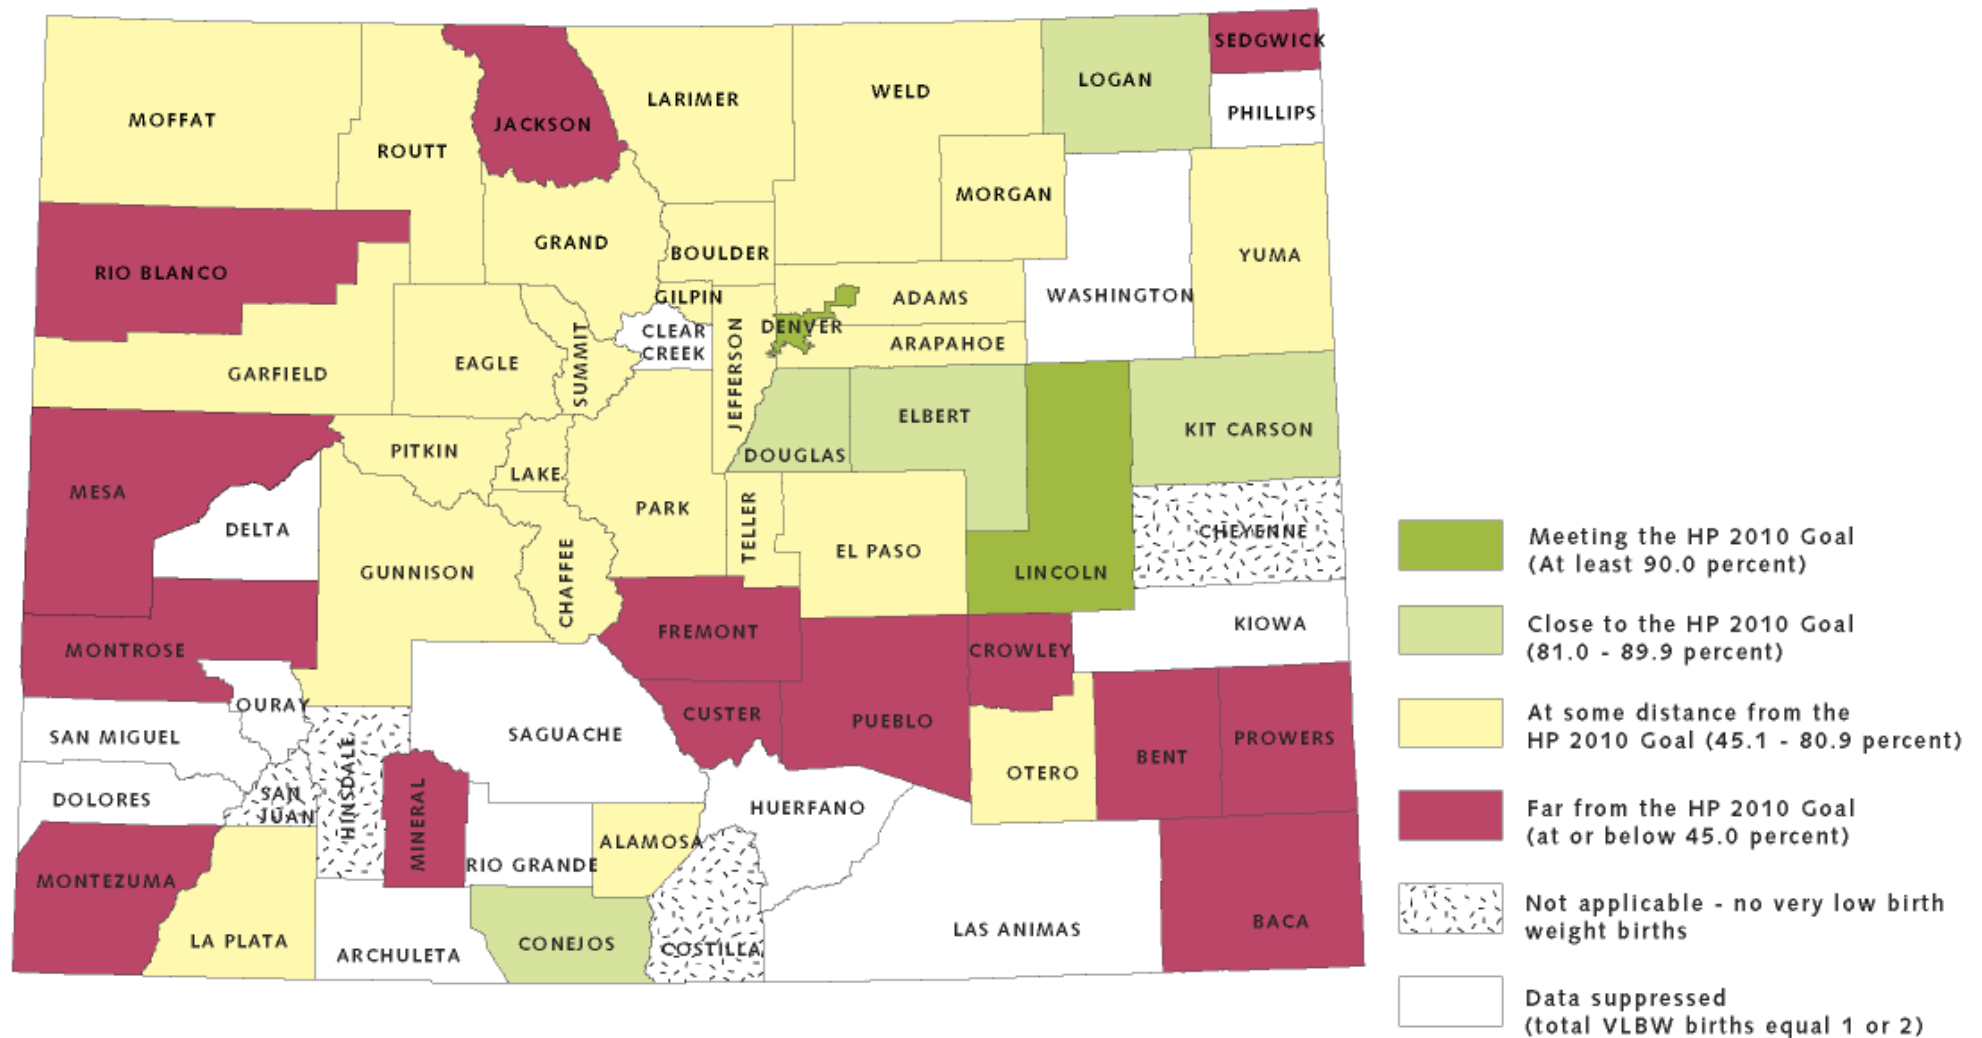 SEDGWICK
LOGAN
PHILLIPS
WELD
LARIMER
MOFFAT
JACKSON
ROUTT
MORGAN
GRAND
BOULDER
YUMA
RIO BLANCO
GILPIN
ADAMS
WASHINGTON
CLEAR
CREEK
DENVER
ARAPAHOE
EAGLE
SUMMIT
JEFFERSON
GARFIELD
ELBERT
KIT CARSON
PITKIN
LAKE
DOUGLAS
MESA
PARK
TELLER
DELTA
CHEYENNE
EL PASO
GUNNISON
CHAFFEE
LINCOLN
KIOWA
FREMONT
CROWLEY
MONTROSE
OURAY
CUSTER
PUEBLO
SAN MIGUEL
SAGUACHE
PROWERS
BENT
OTERO
DOLORES
SAN
JUAN
HINSDALE
MINERAL
HUERFANO
ALAMOSA
RIO GRANDE
MONTEZUMA
LA PLATA
ARCHULETA
CONEJOS
COSTILLA
LAS ANIMAS
BACA
Meeting the HP 2010 Goal
(At least 90.0 percent)
Close to the HP 2010 Goal
(81.0 - 89.9 percent)
At some distance from the
HP 2010 Goal (45.1 - 80.9 percent)
Far from the HP 2010 Goal
(at or below 45.0 percent)
Not applicable - no very low birth
weight births
Data suppressed
(total VLBW births equal 1 or 2)